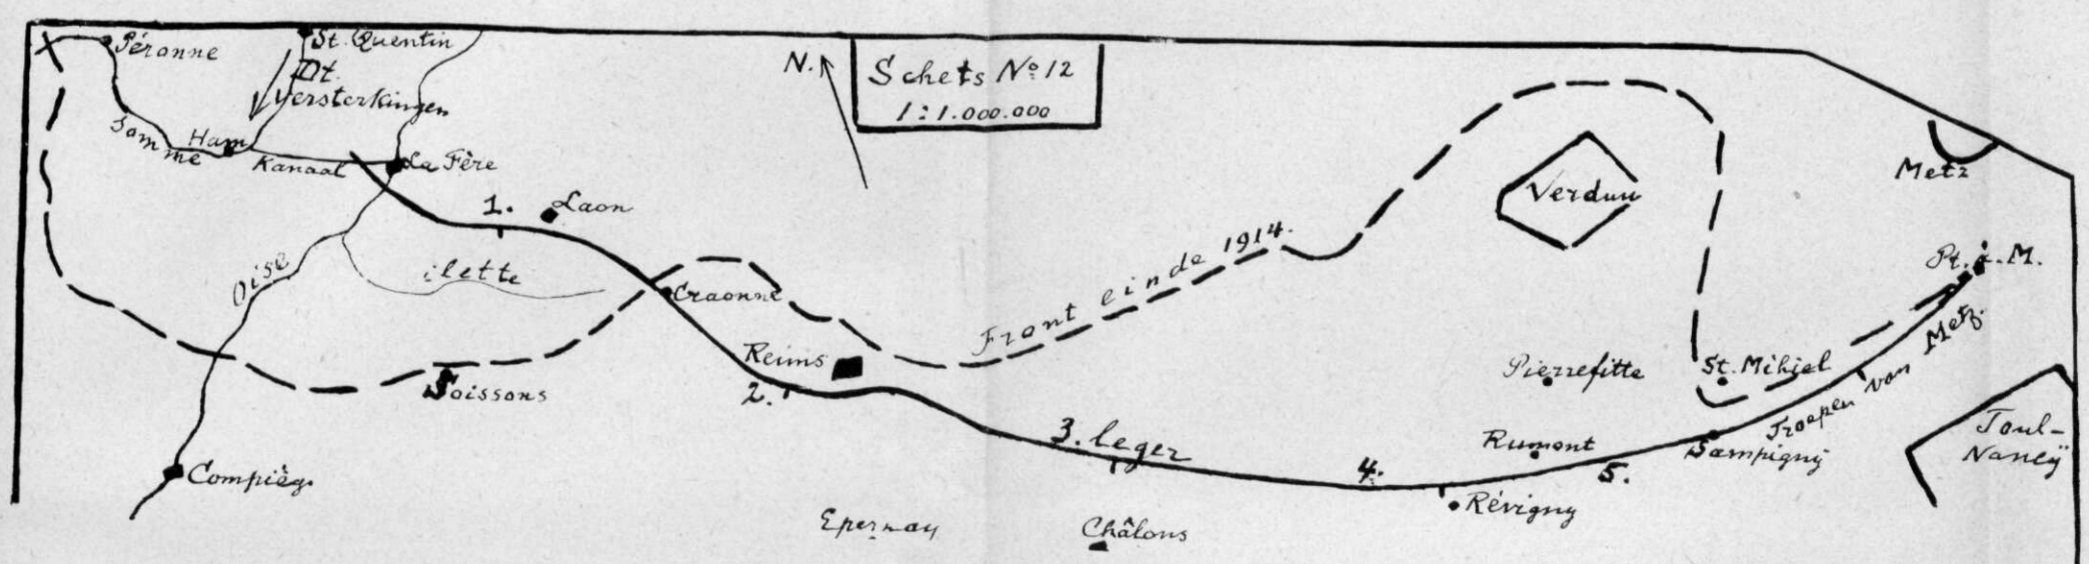 Péronne
St. Quentin
Dt.
Versterkingen
N.
Schets No 12
1:1.000.000
Somme
Ham
Kanaal
La Fère
Metz
1.
Laon
Verdun
Oise
ilette
Craonne
Front einde 1914.
Pt. à. M.
Reims
2.
Soissons
Pierrefitte
St. Mihiel
Troepen van Metz.
3. leger
Rumont
Sampigny
Toul-
Nancÿ
Compièg.
4.
5.
Révigny
Epernay
Châlons